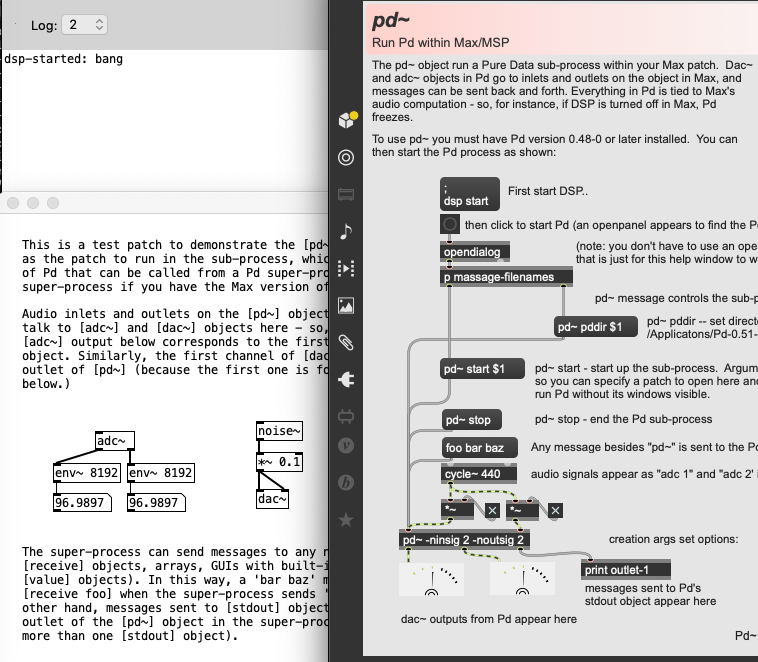 Log: 2
dsp-started: bang
This is a test patch to demonstrate the [pd~
as the patch to run in the sub-process, whic
of Pd that can be called from a Pd super-pro
super-process if you have the Max version of
Audio inlets and outlets on the [pd~] object
talk to [adc~] and [dac~] objects here - so,
[adc~] output below corresponds to the first
object. Similarly, the first channel of [dac
outlet of [pd~] (because the first one is fo
below.)
adc~
env~ 8192
env~ 8192
96.9897
96.9897
noise~
*~ 0.1
dac~
The super-process can send messages to any n
[receive] objects, arrays, GUIs with built-i
[value] objects). In this way, a 'bar baz' m
[receive foo] when the super-process sends '
other hand, messages sent to [stdout] object
outlet of the [pd~] object in the super-proc
more than one [stdout] object).
pd~
Run Pd within Max/MSP
The pd~ object run a Pure Data sub-process within your Max patch. Dac~
and adc~ objects in Pd go to inlets and outlets on the object in Max, and
messages can be sent back and forth. Everything in Pd is tied to Max's
audio computation - so, for instance, if DSP is turned off in Max, Pd
freezes.
To use pd~ you must have Pd version 0.48-0 or later installed. You can
then start the Pd process as shown:
;
dsp start
First start DSP..
then click to start Pd (an openpanel appears to find the P
opendialog
(note: you don't have to use an ope
that is just for this help window to w
p massage-filenames
pd~ message controls the sub-p
pd~ pddir $1
pd~ pddir -- set direct
/Applicatons/Pd-0.51-
pd~ start $1
pd~ start - start up the sub-process. Argum
so you can specify a patch to open here and
run Pd without its windows visible.
pd~ stop
pd~ stop - end the Pd sub-process
foo bar baz
Any message besides "pd~" is sent to the Pd
cycle~ 440
audio signals appear as "adc 1" and "adc 2' i
*~
*~
pd~ -ninsig 2 -noutsig 2
creation args set options:
print outlet-1
messages sent to Pd's
stdout object appear here
dac~ outputs from Pd appear here
Pd~